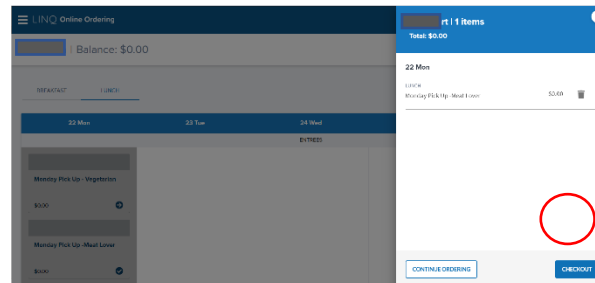 LINQ Online Ordering
| Balance: $0.00
BREAKFAST LUNCH
22 Mon 23 Tue 24 Wed
ENTREES
Monday Pick Up - Vegetarian
$0.00
Monday Pick Up - Meat Lover
$0.00
rt | 1 items
Total: $0.00
22 Mon
LUNCH
Monday Pick Up - Meat Lover $0.00
CONTINUE ORDERING CHECKOUT